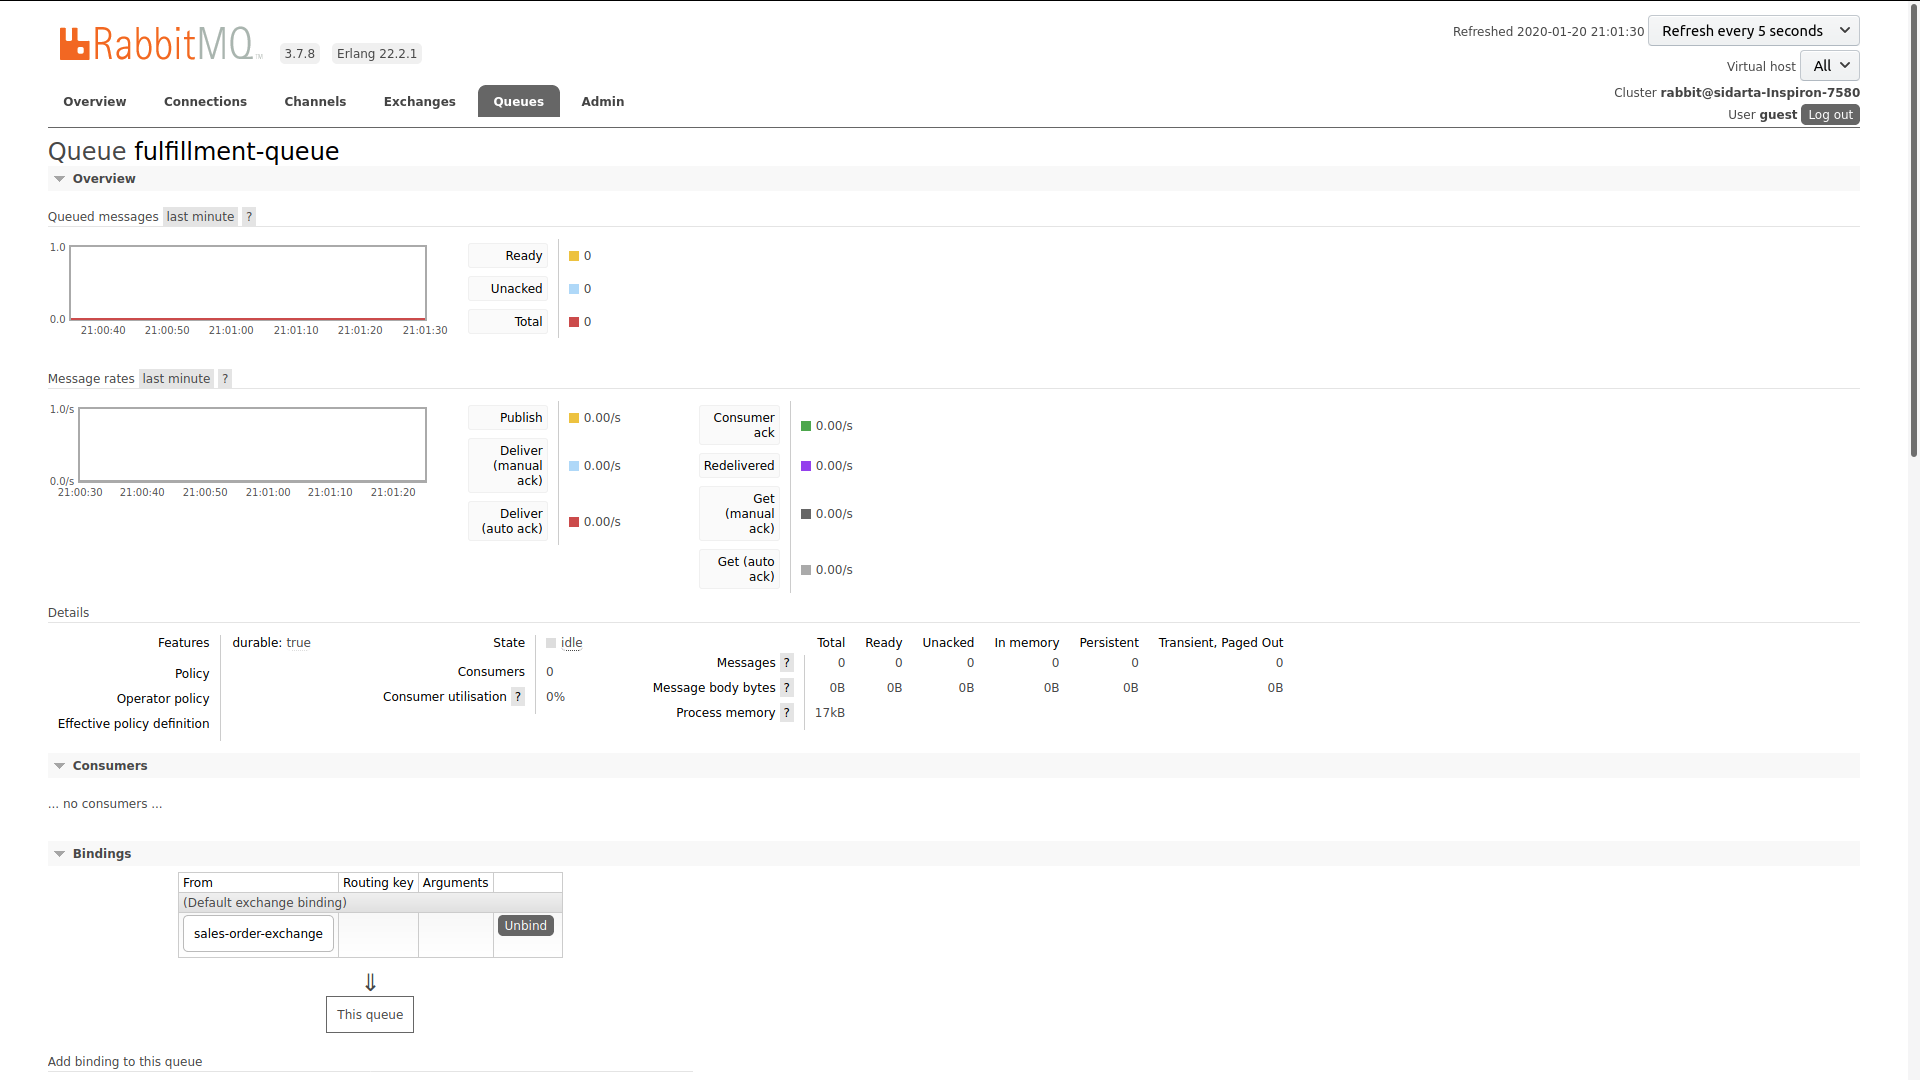 RabbitMQ TM 3.7.8 Erlang 22.2.1
Refreshed 2020-01-20 21:01:30 Refresh every 5 seconds
Virtual host All
Cluster rabbit@sidarta-Inspiron-7580
User guest Log out
Overview Connections Channels Exchanges Queues Admin
Queue fulfillment-queue
Overview
Queued messages last minute ?
1.0
0.0
21:00:40 21:00:50 21:01:00 21:01:10 21:01:20 21:01:30
Ready 0
Unacked 0
Total 0
Message rates last minute ?
1.0/s
0.0/s
21:00:30 21:00:40 21:00:50 21:01:00 21:01:10 21:01:20
Publish 0.00/s
Deliver
(manual 0.00/s
ack)
Deliver
(auto ack) 0.00/s
Consumer
ack 0.00/s
Redelivered 0.00/s
Get
(manual 0.00/s
ack)
Get (auto
ack) 0.00/s
Details
Features durable: true
Policy
Operator policy
Effective policy definition
State idle
Consumers 0
Consumer utilisation ? 0%
Total Ready Unacked In memory Persistent Transient, Paged Out
Messages ? 0 0 0 0 0 0
Message body bytes ? 0B 0B 0B 0B 0B 0B
Process memory ? 17kB
Consumers
... no consumers ...
Bindings
From Routing key Arguments
(Default exchange binding)
sales-order-exchange Unbind
⇓
This queue
Add binding to this queue